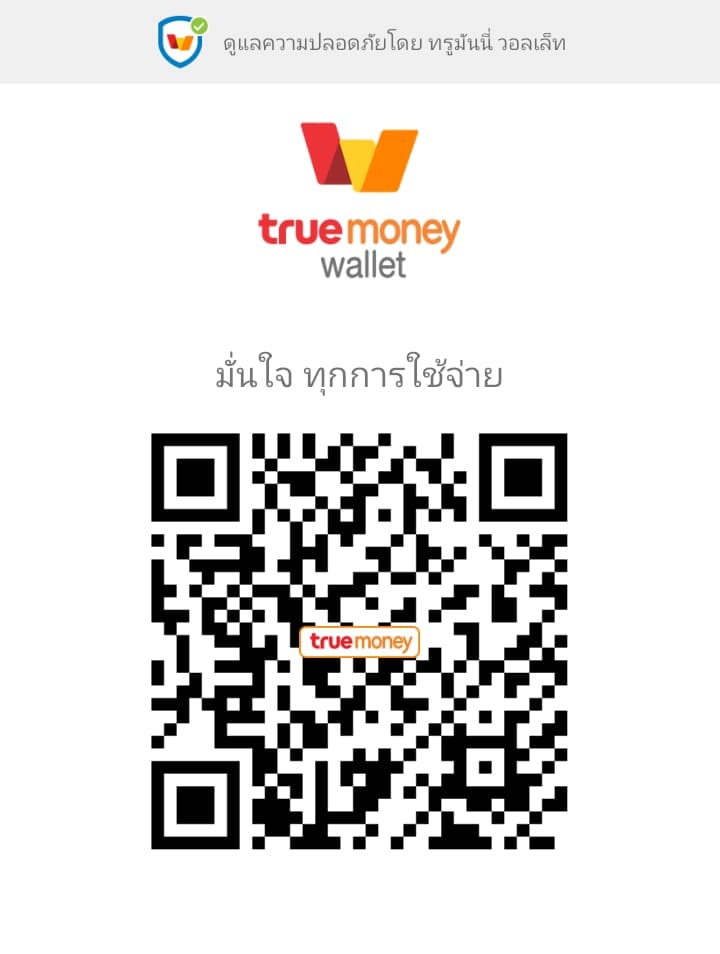 ดูแลความปลอดภัยโดย ทรูมันนี่ วอลเล็ท
truemoney
wallet
มั่นใจ ทุกการใช้จ่าย
truemoney